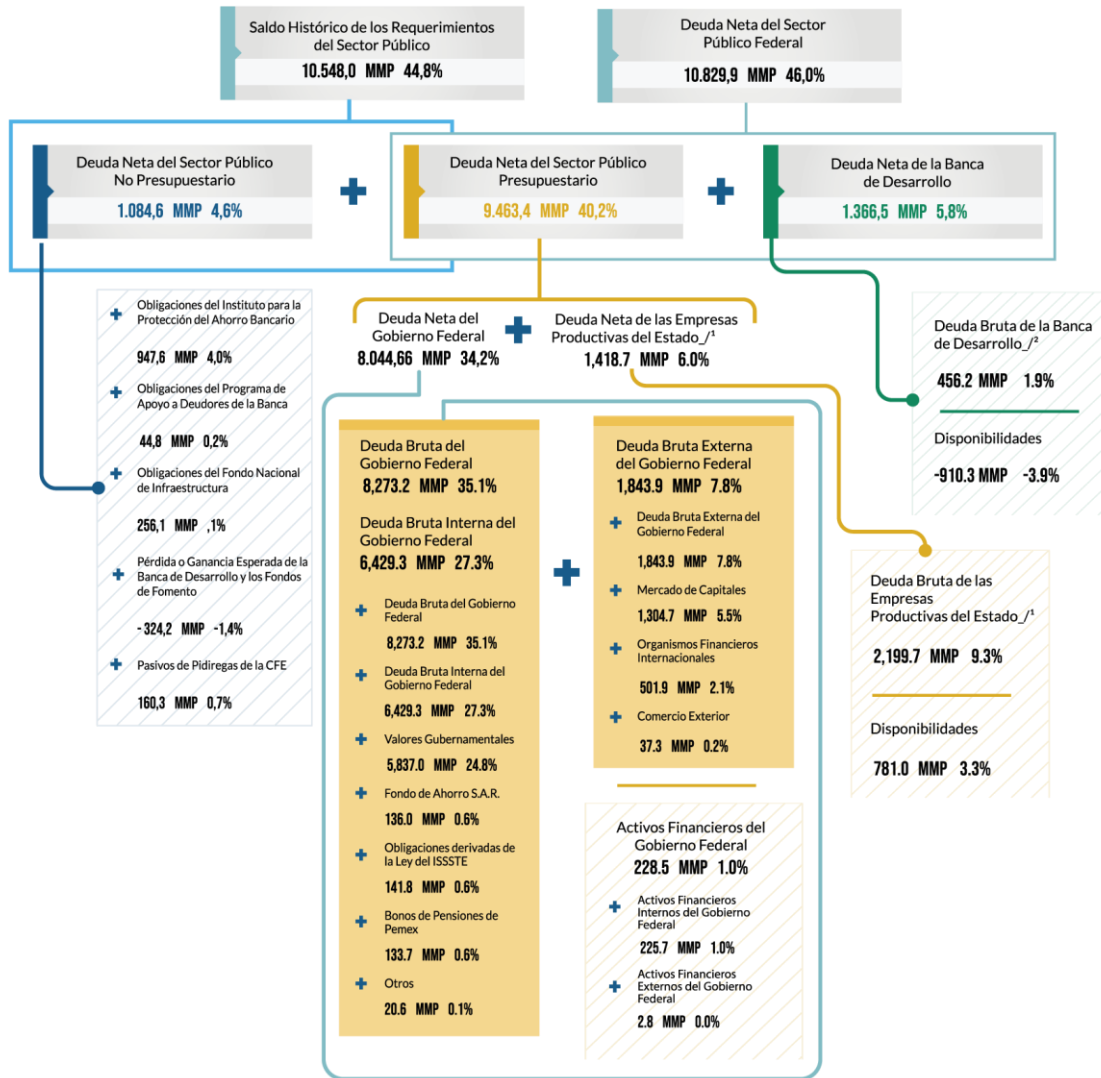 Saldo Histórico de los Requerimientos
del Sector Público
10.548,0 MMP 44,8%
Deuda Neta del Sector
Público Federal
10.829,9 MMP 46,0%
Deuda Neta del Sector Público
No Presupuestario
1.084,6 MMP 4,6%
Deuda Neta del Sector Público
Presupuestario
9.463,4 MMP 40,2%
Deuda Neta de la Banca
de Desarrollo
1.366,5 MMP 5,8%
Obligaciones del Instituto para la
Protección del Ahorro Bancario
947,6 MMP 4,0%
Obligaciones del Programa de
Apoyo a Deudores de la Banca
44,8 MMP 0,2%
Obligaciones del Fondo Nacional
de Infraestructura
256,1 MMP ,1%
Pérdida o Ganancia Esperada de la
Banca de Desarrollo y los Fondos
de Fomento
- 324,2 MMP -1,4%
Pasivos de Pidiregas de la CFE
160,3 MMP 0,7%
Deuda Neta del
Gobierno Federal
8.044,66 MMP 34,2%
Deuda Neta de las Empresas
Productivas del Estado_/¹
1,418.7 MMP 6.0%
Deuda Bruta del
Gobierno Federal
8,273.2 MMP 35.1%
Deuda Bruta Interna del
Gobierno Federal
6,429.3 MMP 27.3%
Deuda Bruta del Gobierno
Federal
8,273.2 MMP 35.1%
Deuda Bruta Interna del
Gobierno Federal
6,429.3 MMP 27.3%
Valores Gubernamentales
5,837.0 MMP 24.8%
Fondo de Ahorro S.A.R.
136.0 MMP 0.6%
Obligaciones derivadas de
la Ley del ISSSTE
141.8 MMP 0.6%
Bonos de Pensiones de
Pemex
133.7 MMP 0.6%
Otros
20.6 MMP 0.1%
Deuda Bruta Externa
del Gobierno Federal
1,843.9 MMP 7.8%
Deuda Bruta Externa del
Gobierno Federal
1,843.9 MMP 7.8%
Mercado de Capitales
1,304.7 MMP 5.5%
Organismos Financieros
Internacionales
501.9 MMP 2.1%
Comercio Exterior
37.3 MMP 0.2%
Activos Financieros del
Gobierno Federal
228.5 MMP 1.0%
Activos Financieros
Internos del Gobierno
Federal
225.7 MMP 1.0%
Activos Financieros
Externos del Gobierno
Federal
2.8 MMP 0.0%
Deuda Bruta de la Banca
de Desarrollo_/²
456.2 MMP 1.9%
Disponibilidades
-910.3 MMP -3.9%
Deuda Bruta de las
Empresas
Productivas del Estado_/¹
2,199.7 MMP 9.3%
Disponibilidades
781.0 MMP 3.3%